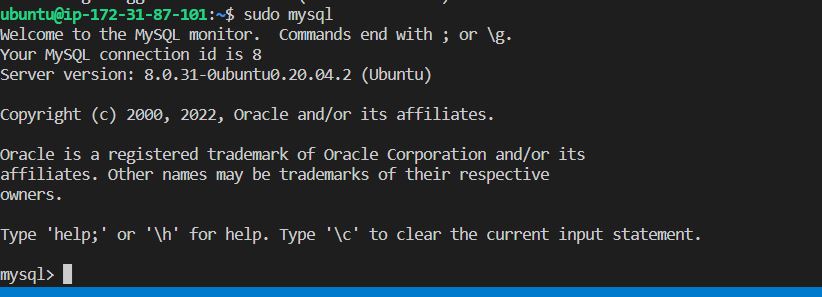 ubuntu@ip-172-31-87-101:~$ sudo mysql
Welcome to the MySQL monitor.  Commands end with ; or \g.
Your MySQL connection id is 8
Server version: 8.0.31-0ubuntu0.20.04.2 (Ubuntu)
Copyright (c) 2000, 2022, Oracle and/or its affiliates.
Oracle is a registered trademark of Oracle Corporation and/or its
affiliates. Other names may be trademarks of their respective
owners.
Type 'help;' or '\h' for help. Type '\c' to clear the current input statement.
mysql>